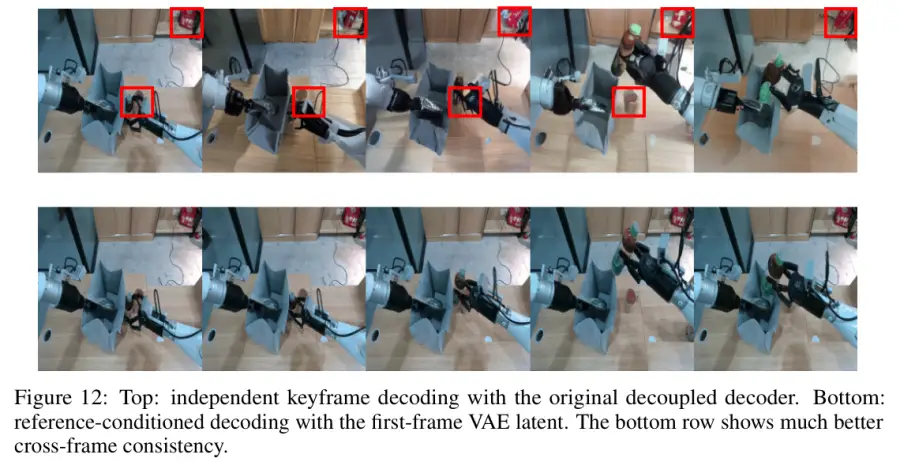 Figure 12: Top: independent keyframe decoding with the original decoupled decoder. Bottom:
reference-conditioned decoding with the first-frame VAE latent. The bottom row shows much better
cross-frame consistency.